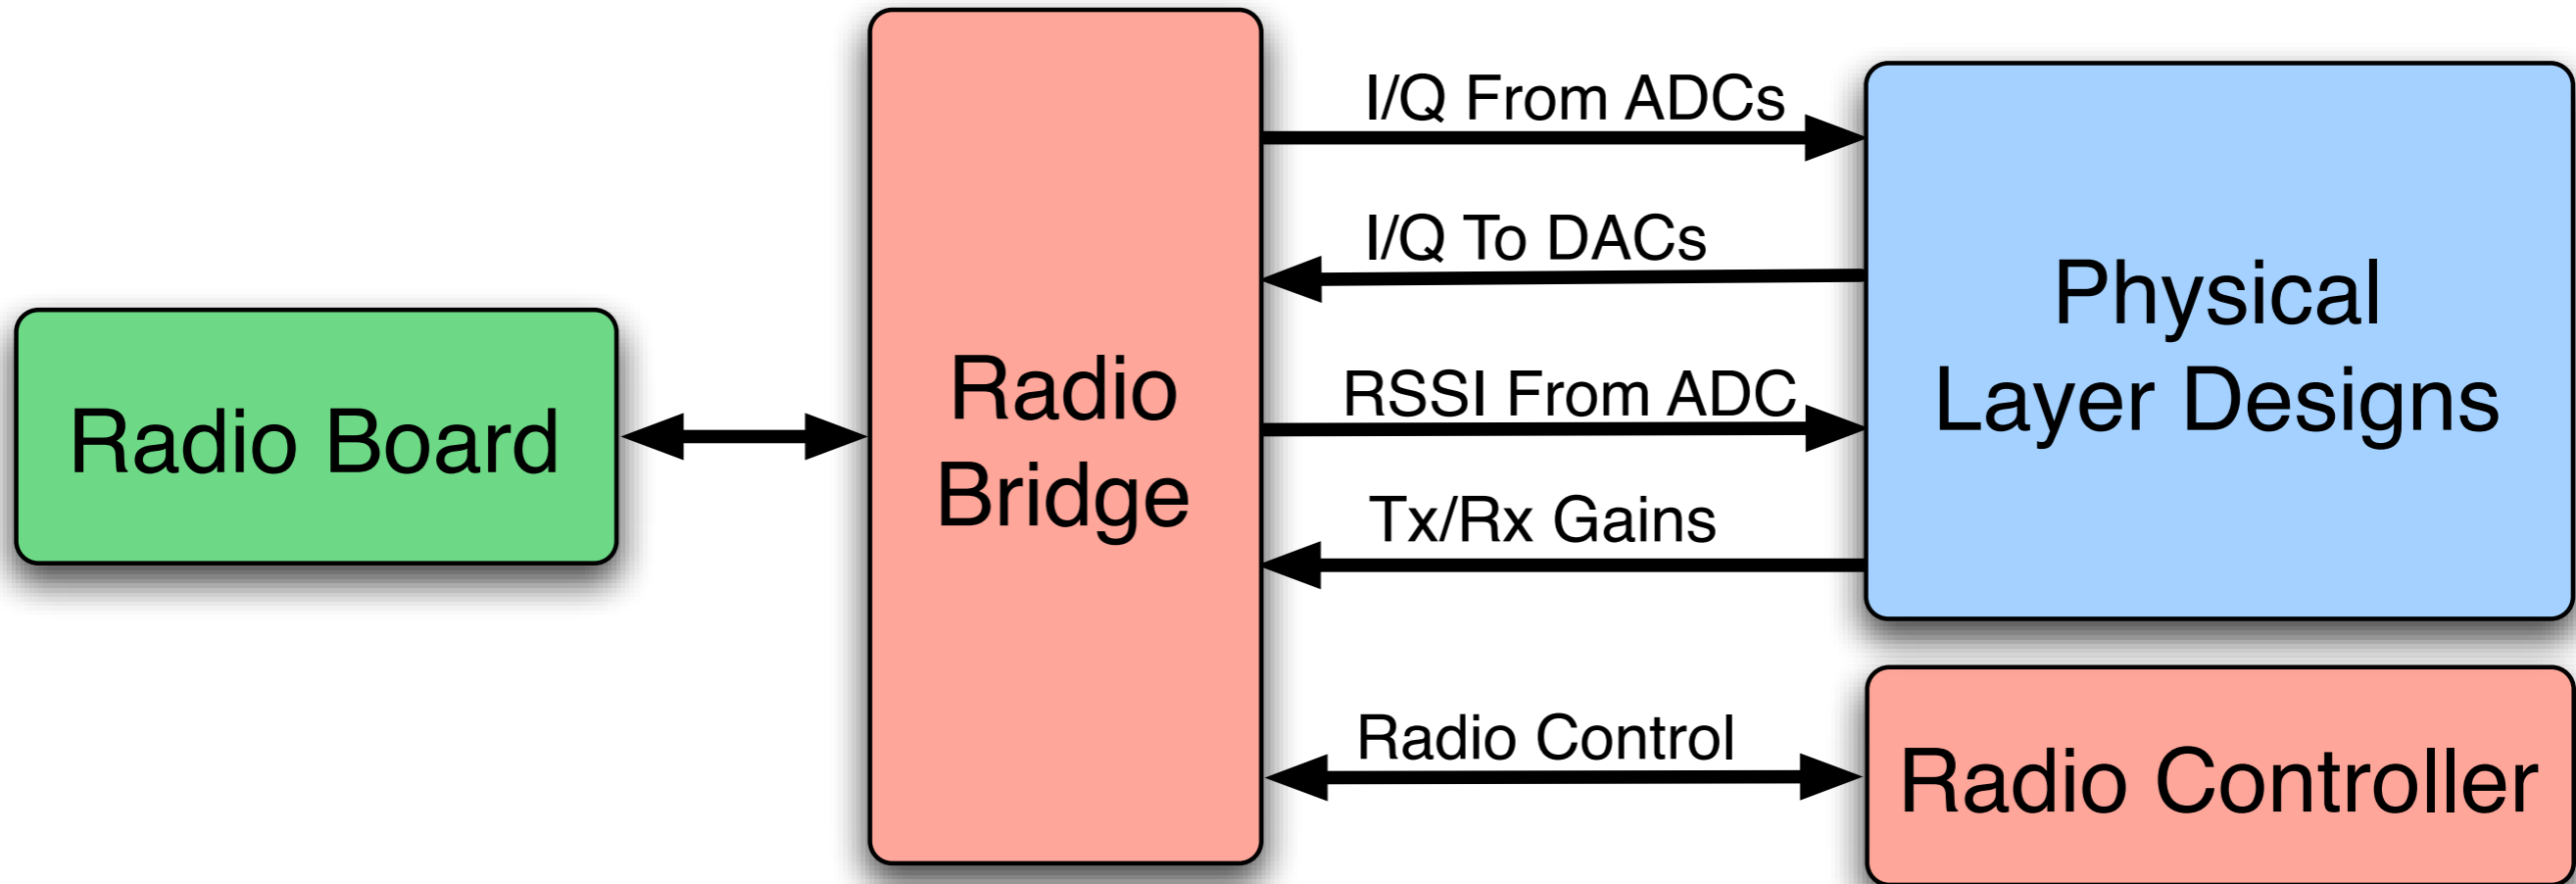 Radio Board
Radio
Bridge
I/Q From ADCs
I/Q To DACs
RSSI From ADC
Tx/Rx Gains
Radio Control
Physical
Layer Designs
Radio Controller